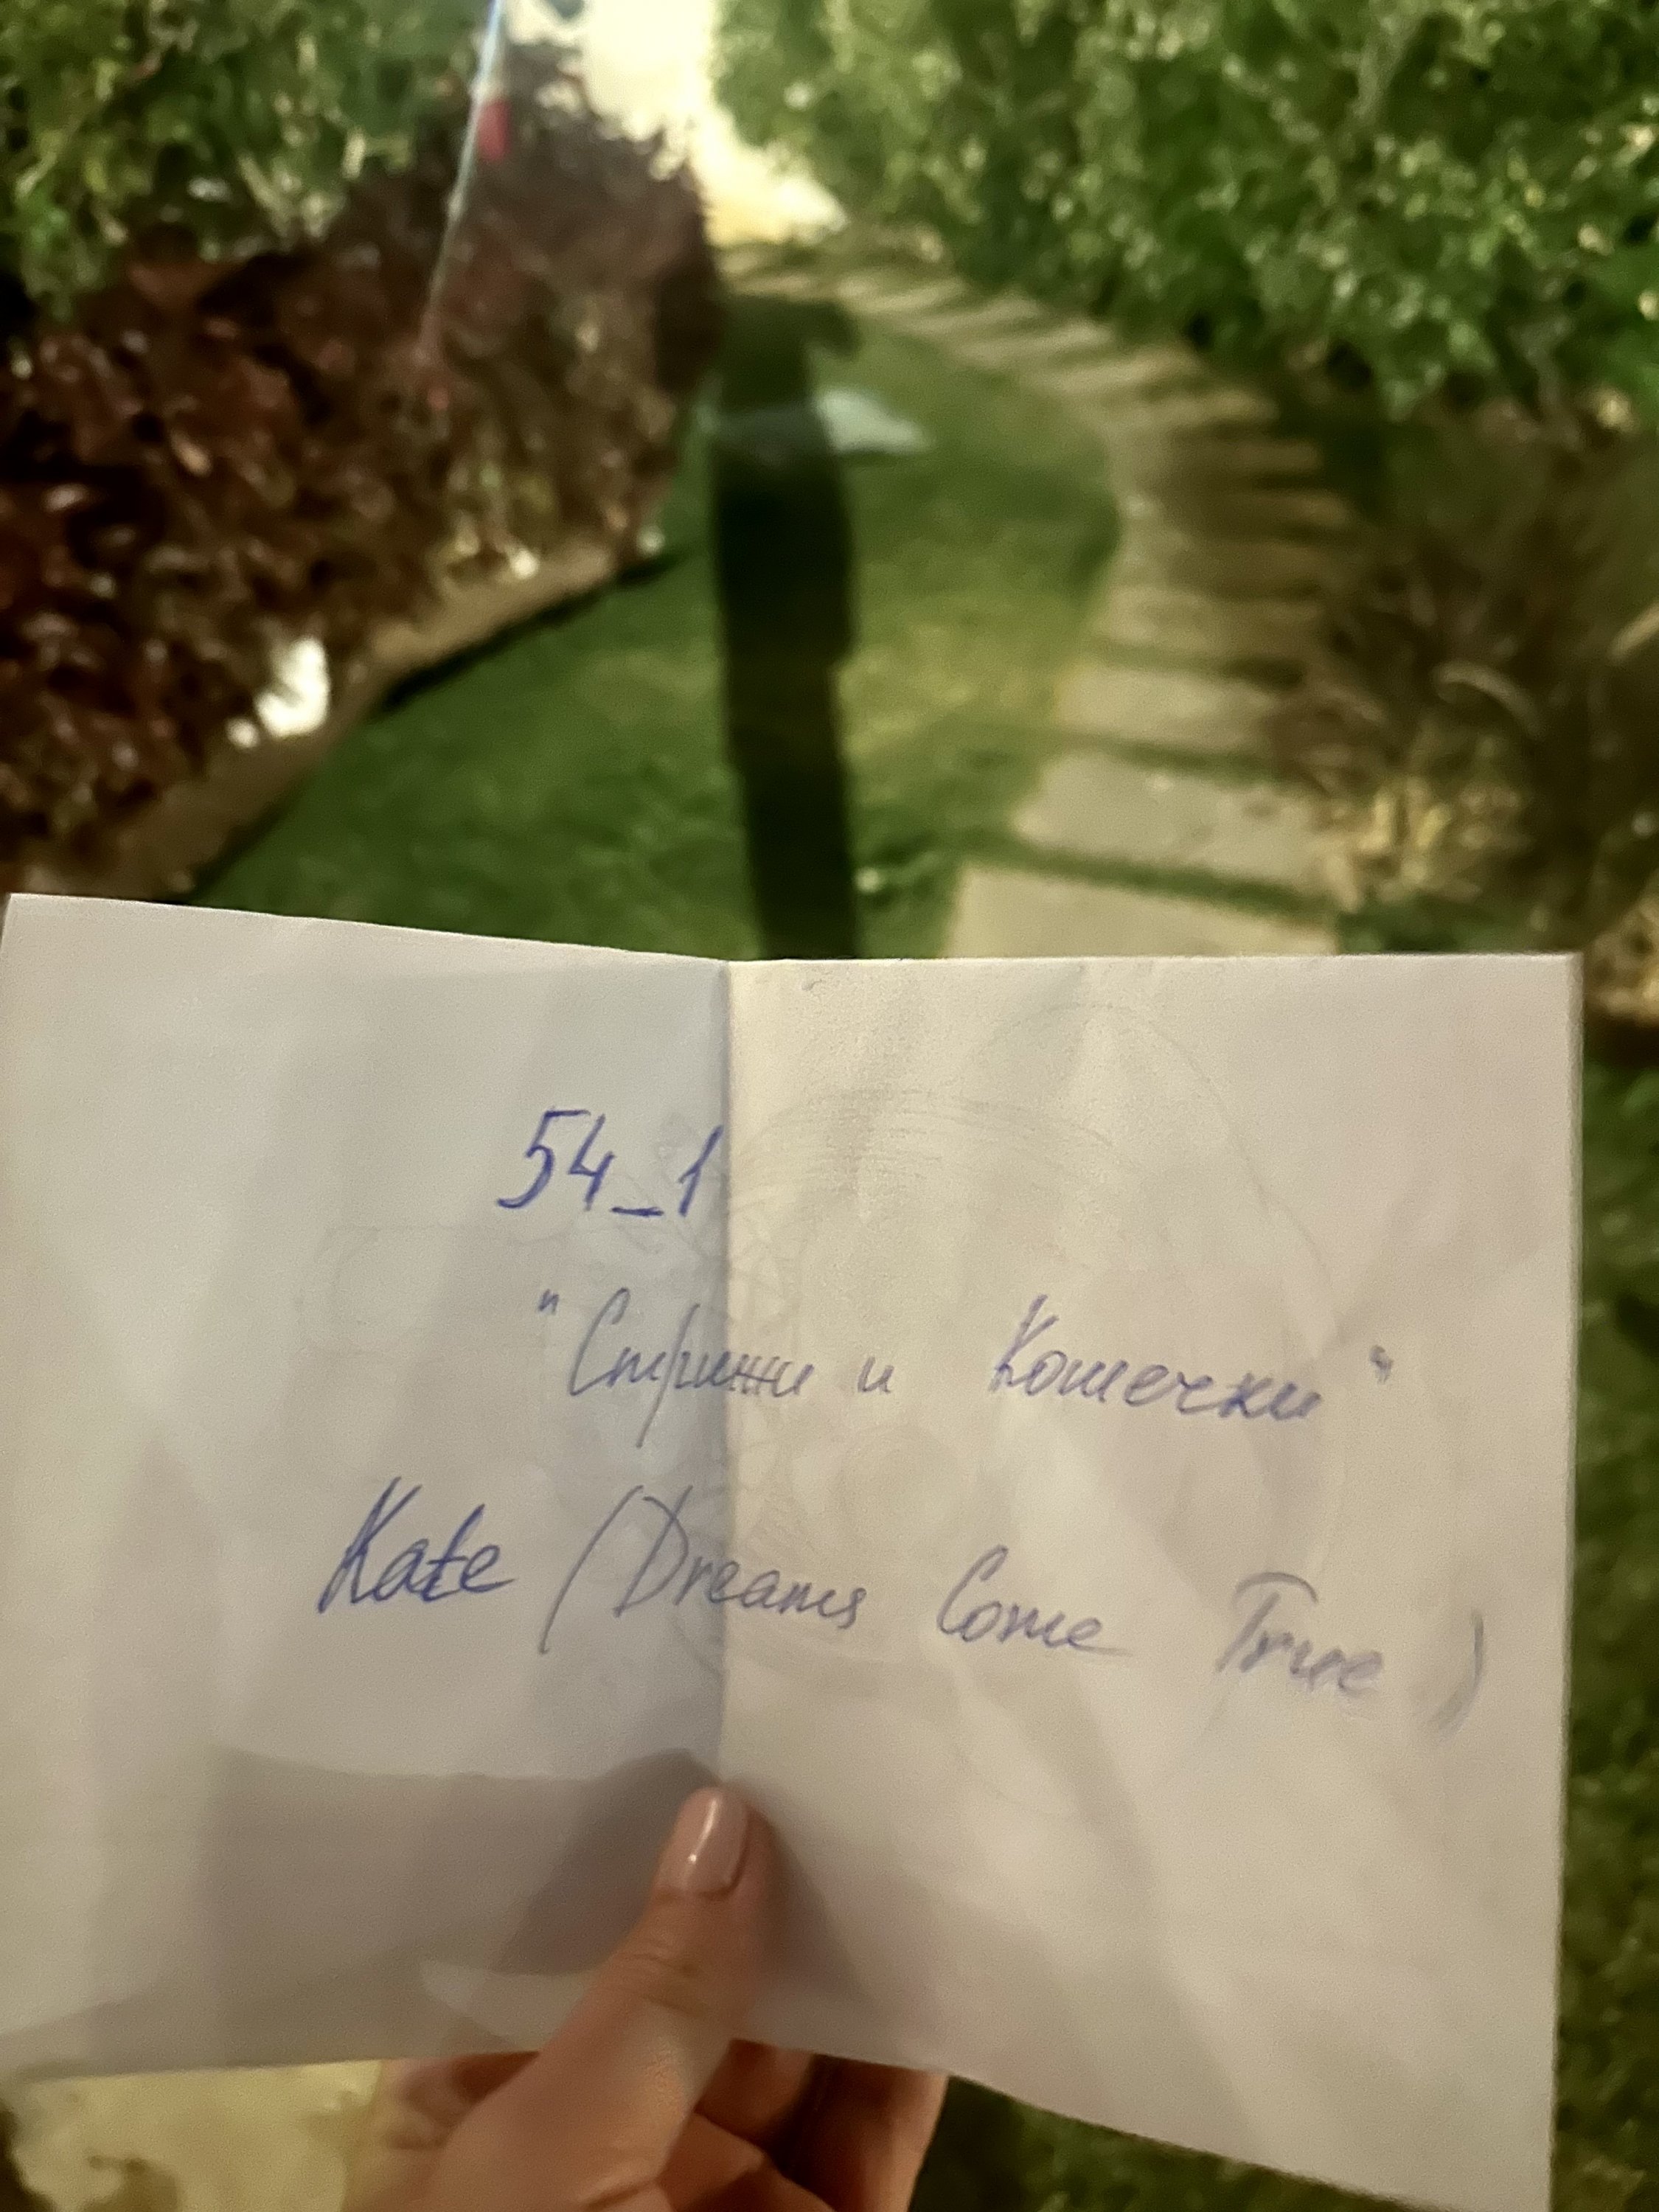 54_1
"Стрижи и Кошечки"
Kate (Dreams Come True)